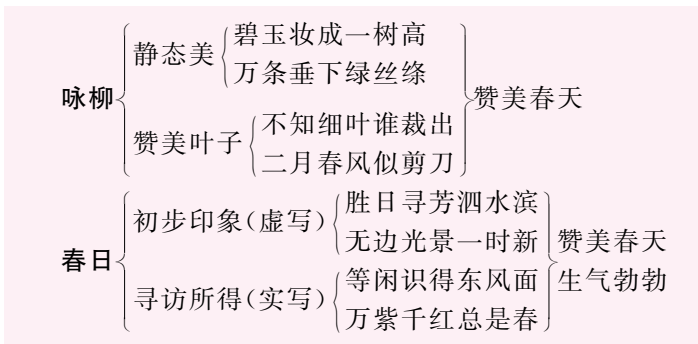 咏柳
静态美
碧玉妆成一树高
万条垂下绿丝绦
赞美叶子
不知细叶谁裁出
二月春风似剪刀
赞美春天
春日
初步印象(虚写)
胜日寻芳泗水滨
无边光景一时新
寻访所得(实写)
等闲识得东风面
万紫千红总是春
赞美春天
生气勃勃